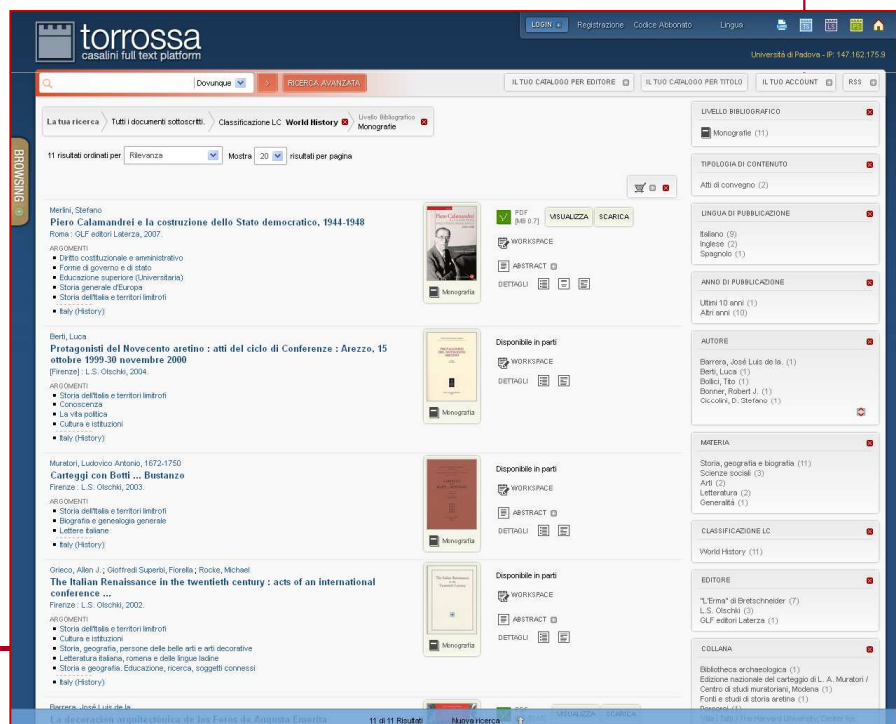 LOGIN
Registrazione
Codice Abbonato
Lingua
torrossa
casalini full text platform
Università di Padova - IP: 147.162.175.9
Dovunque
RICERCA AVANZATA
IL TUO CATALOGO PER EDITORE
IL TUO CATALOGO PER TITOLO
IL TUO ACCOUNT
RSS
BROWSING
La tua ricerca
Tutti i documenti sottoscritti.
Classificazione LC World History
Livello Bibliografico
Monografie
11 risultati ordinati per Rilevanza Mostra 20 risultati per pagina
Merlini, Stefano
Piero Calamandrei e la costruzione dello Stato democratico, 1944-1948
Roma : GLF editori Laterza, 2007.
ARGOMENTI
Diritto costituzionale e amministrativo
Forme di governo e di stato
Educazione superiore (Universitaria)
Storia generale d'Europa
Storia dell'Italia e territori limitrofi
Italy (History)
Monografia
PDF
[MB 0.7]
VISUALIZZA
SCARICA
WORKSPACE
ABSTRACT
DETTAGLI
Berti, Luca
Protagonisti del Novecento aretino : atti del ciclo di Conferenze : Arezzo, 15
ottobre 1999-30 novembre 2000
[Firenze] : L.S. Olschki, 2004.
ARGOMENTI
Storia dell'Italia e territori limitrofi
Conoscenza
La vita politica
Cultura e istituzioni
Italy (History)
Monografia
Disponibile in parti
WORKSPACE
DETTAGLI
Muratori, Ludovico Antonio, 1672-1750
Carteggi con Botti ... Bustanzo
Firenze : L.S. Olschki, 2003.
ARGOMENTI
Storia dell'Italia e territori limitrofi
Biografia e genealogia generale
Lettere italiane
Italy (History)
Monografia
Disponibile in parti
WORKSPACE
ABSTRACT
DETTAGLI
Grieco, Allen J. ; Gioffredi Superbi, Fiorella ; Rocke, Michael
The Italian Renaissance in the twentieth century : acts of an international
conference ...
Firenze : L.S. Olschki, 2002.
ARGOMENTI
Storia dell'Italia e territori limitrofi
Cultura e istituzioni
Storia, geografia, persone delle belle arti e arti decorative
Letteratura italiana, romena e delle lingue ladine
Storia e geografia. Educazione, ricerca, soggetti connessi
Italy (History)
Monografia
Disponibile in parti
WORKSPACE
ABSTRACT
DETTAGLI
Barrera, José Luis de la
La decoración arquitectónica de los Foros de Augusta Emerita
PDF
VISUALIZZA
SCARICA
11 di 11 Risultati
Nuova ricerca
LIVELLO BIBLIOGRAFICO
Monografie (11)
TIPOLOGIA DI CONTENUTO
Atti di convegno (2)
LINGUA DI PUBBLICAZIONE
Italiano (9)
Inglese (2)
Spagnolo (1)
ANNO DI PUBBLICAZIONE
Ultimi 10 anni (1)
Altri anni (10)
AUTORE
Barrera, José Luis de la. (1)
Berti, Luca (1)
Bollici, Tito (1)
Bonner, Robert J. (1)
Ciccolini, D. Stefano (1)
MATERIA
Storia, geografia e biografia (11)
Scienze sociali (3)
Arti (2)
Letteratura (2)
Generalità (1)
CLASSIFICAZIONE LC
World History (11)
EDITORE
"L'Erma" di Bretschneider (7)
L.S. Olschki (3)
GLF editori Laterza (1)
COLLANA
Bibliotheca archaeologica (1)
Edizione nazionale del carteggio di L. A. Muratori /
Centro di studi muratoriani, Modena (1)
Fonti e studi di storia aretina (1)